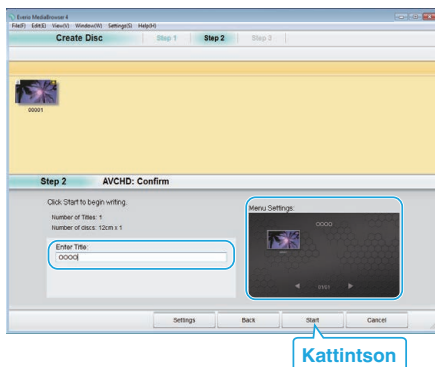 Everio MediaBrowser 4
File(F) Edit(E) View(V) Window(W) Settings(S) Help(H)
Create Disc Step 1 Step 2 Step 3
00001
Step 2 AVCHD: Confirm
Click Start to begin writing.
Number of Titles: 1
Number of discs: 12cm x 1
Enter Title:
OOOO
Menu Settings:
OOOO
01/01
Settings Back Start Cancel
Kattintson